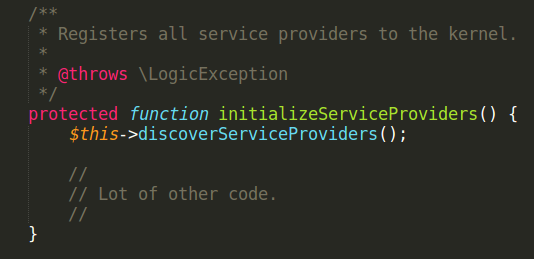 /**
 * Registers all service providers to the kernel.
 *
 * @throws \LogicException
 */
protected function initializeServiceProviders() {
    $this->discoverServiceProviders();

    //
    // Lot of other code.
    //
}